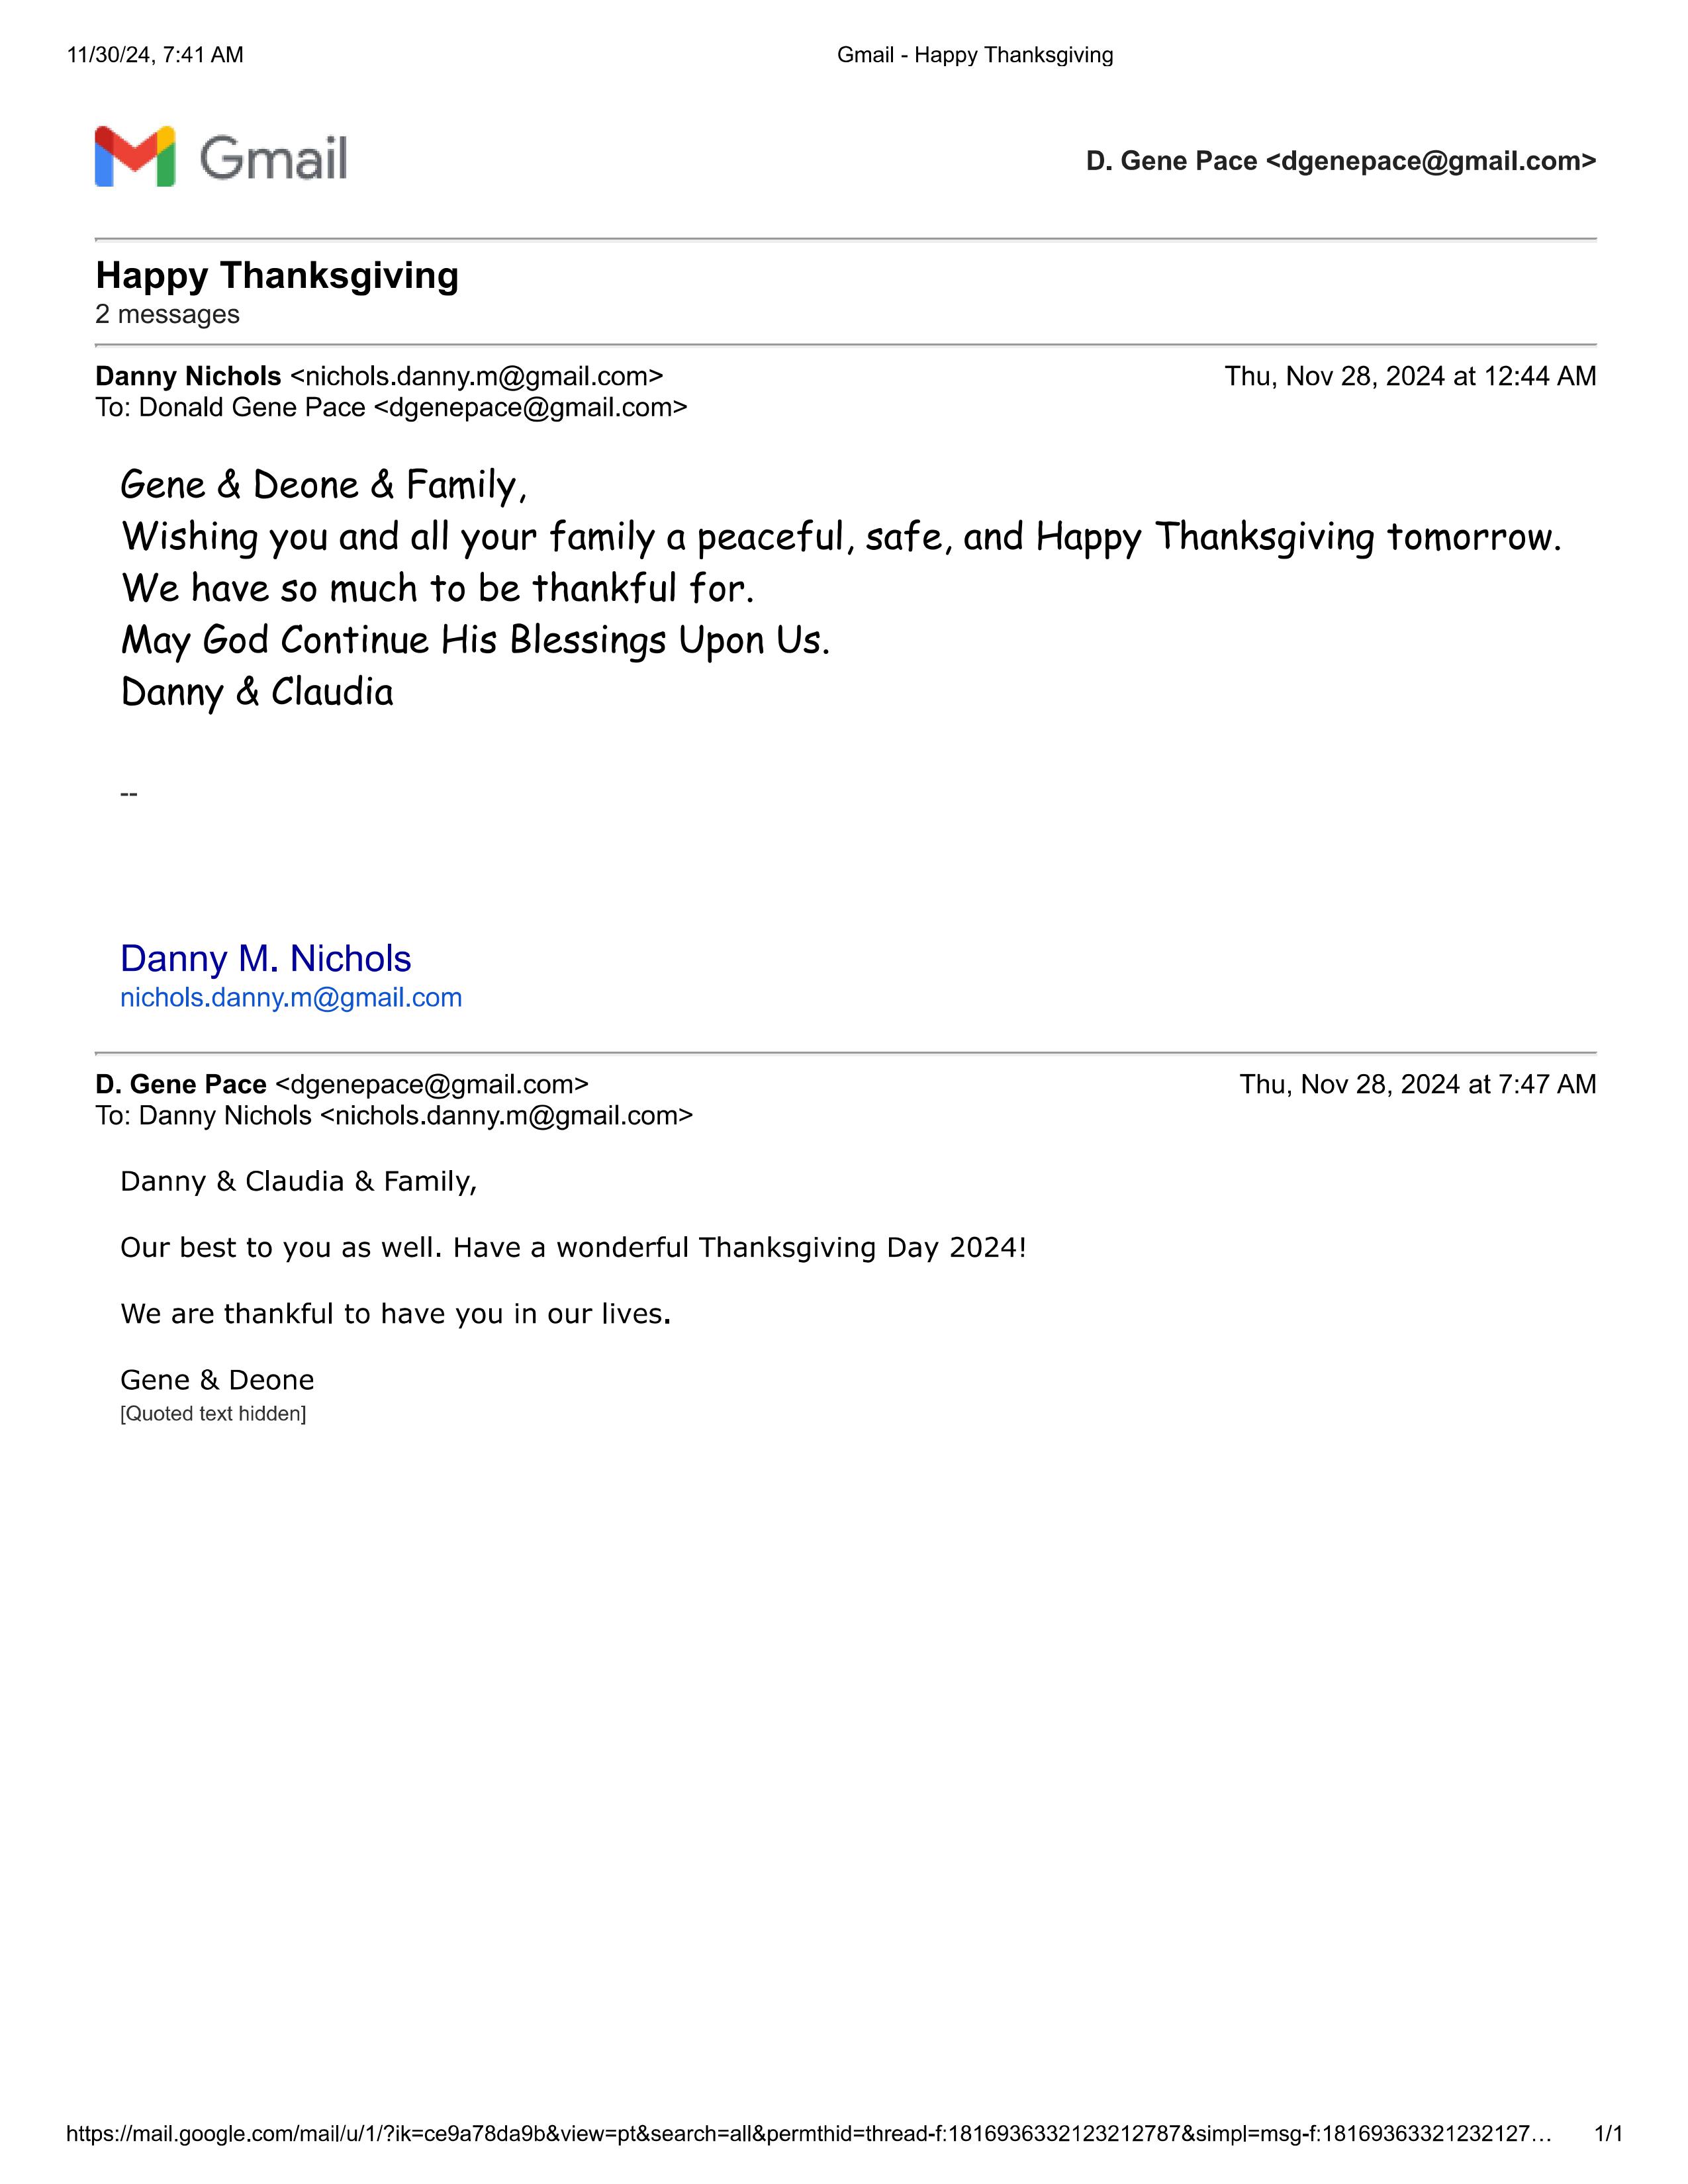 11/30/24, 7:41 AM
Gmail - Happy Thanksgiving
Gmail
D. Gene Pace <dgenepace@gmail.com>
Happy Thanksgiving
2 messages
Danny Nichols <nichols.danny.m@gmail.com>
Thu, Nov 28, 2024 at 12:44 AM
To: Donald Gene Pace <dgenepace@gmail.com>
Gene & Deone & Family,
Wishing you and all your family a peaceful, safe, and Happy Thanksgiving tomorrow.
We have so much to be thankful for.
May God Continue His Blessings Upon Us.
Danny & Claudia
--
Danny M. Nichols
nichols.danny.m@gmail.com
D. Gene Pace <dgenepace@gmail.com>
Thu, Nov 28, 2024 at 7:47 AM
To: Danny Nichols <nichols.danny.m@gmail.com>
Danny & Claudia & Family,
Our best to you as well. Have a wonderful Thanksgiving Day 2024!
We are thankful to have you in our lives.
Gene & Deone
[Quoted text hidden]
https://mail.google.com/mail/u/1/?ik=ce9a78da9b&view=pt&search=all&permthid=thread-f:1816936332123212787&simpl=msg-f:18169363321232127…
1/1